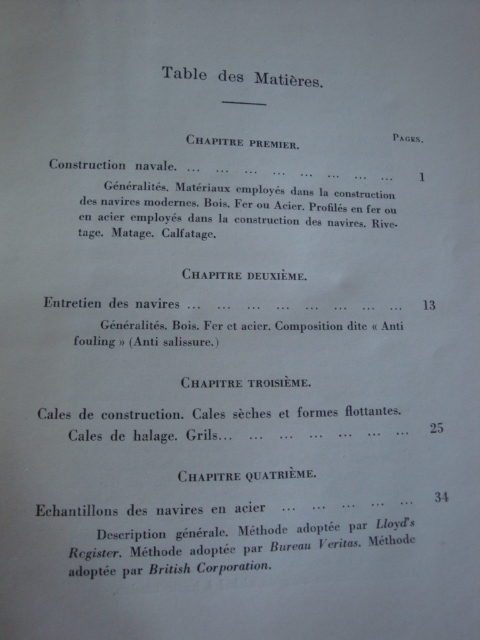 Table des Matières.
CHAPITRE PREMIER.
PAGES.
Construction navale. ... ... ... ... ... ... ... ... 1
Généralités. Matériaux employés dans la construction
des navires modernes. Bois. Fer ou Acier. Profilés en fer ou
en acier employés dans la construction des navires. Rive-
tage. Matage. Calfatage.
CHAPITRE DEUXIÈME.
Entretien des navires ... ... ... ... ... ... ... ... 13
Généralités. Bois. Fer et acier. Composition dite « Anti
fouling » (Anti salissure.)
CHAPITRE TROISIÈME.
Cales de construction. Cales sèches et formes flottantes.
Cales de halage. Grils... ... ... ... ... ... ... 25
CHAPITRE QUATRIÈME.
Echantillons des navires en acier ... ... ... ... ... 34
Description générale. Méthode adoptée par Lloyd's
Register. Méthode adoptée par Bureau Veritas. Méthode
adoptée par British Corporation.